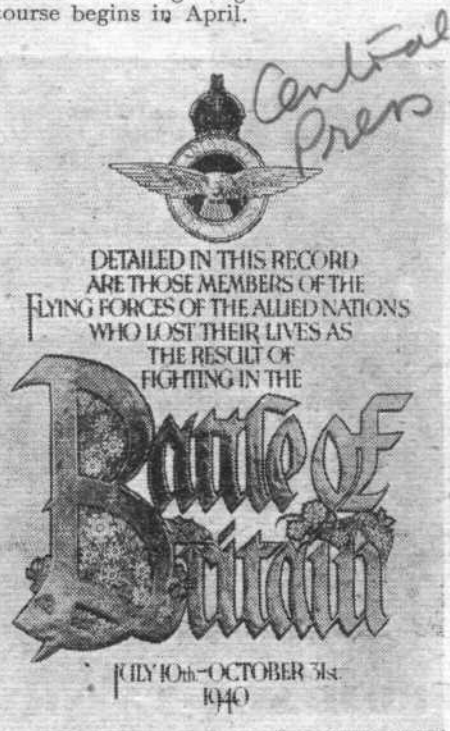 course begins in April.
Central
Press
DETAILED IN THIS RECORD
ARE THOSE MEMBERS OF THE
FLYING FORCES OF THE ALLIED NATIONS
WHO LOST THEIR LIVES AS
THE RESULT OF
FIGHTING IN THE
Battle of
Britain
JULY 10th-OCTOBER 31st.
1940